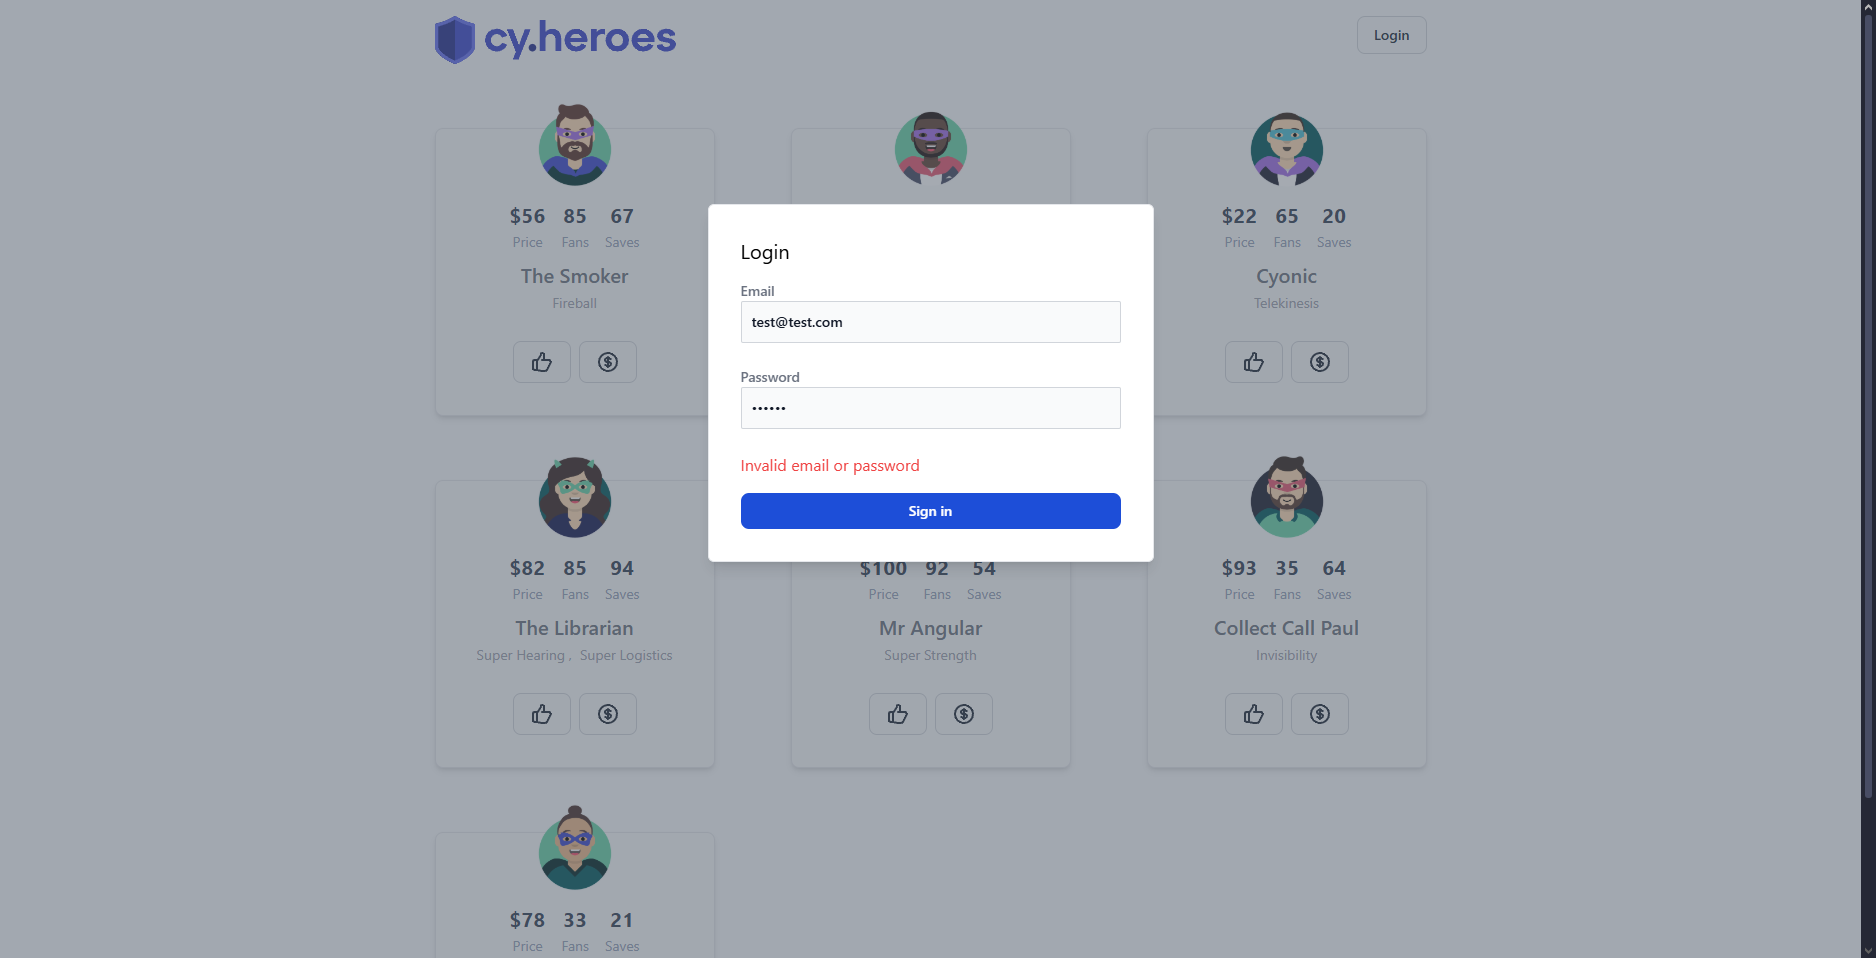 cy.heroes
Login
$56 85 67
Price Fans Saves
The Smoker
Fireball
$22 65 20
Price Fans Saves
Cyonic
Telekinesis
Login
Email
test@test.com
Password
••••••
Invalid email or password
Sign in
$82 85 94
Price Fans Saves
The Librarian
Super Hearing , Super Logistics
$100 92 54
Price Fans Saves
Mr Angular
Super Strength
$93 35 64
Price Fans Saves
Collect Call Paul
Invisibility
$78 33 21
Price Fans Saves